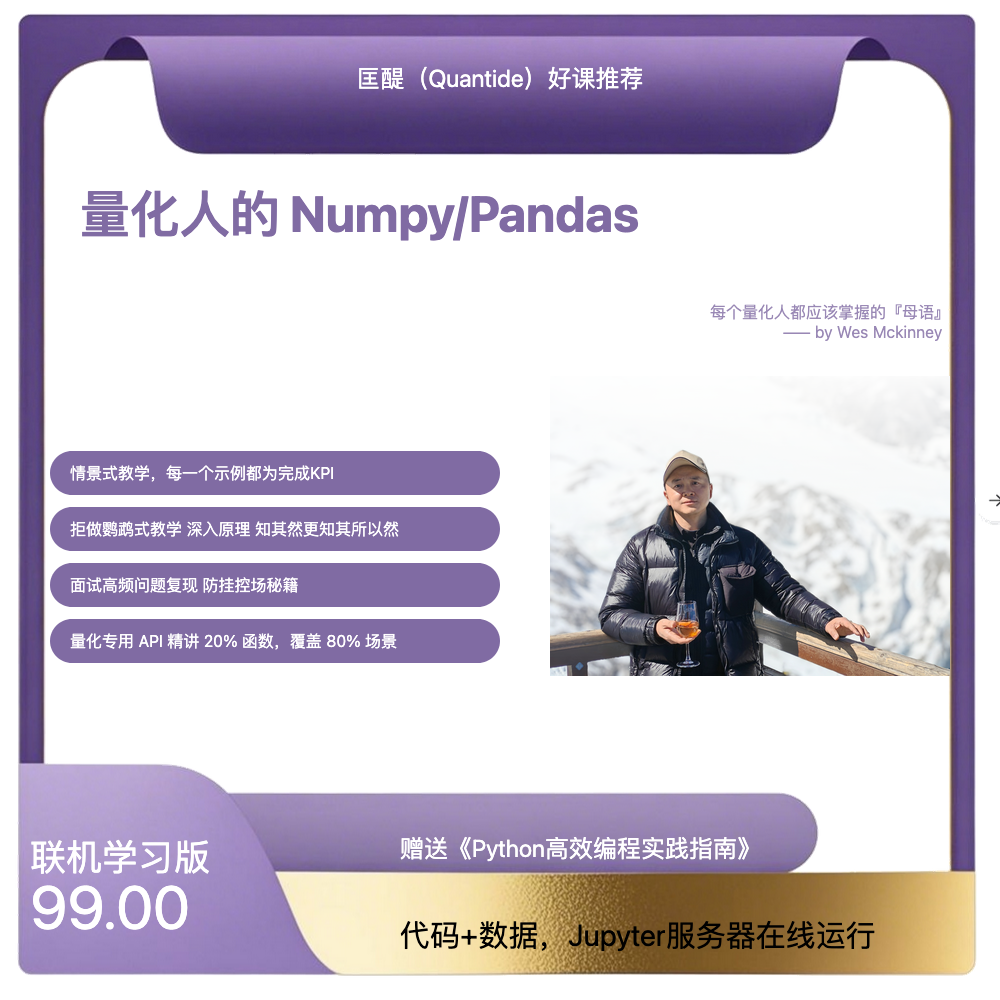 匡醍（Quantide）好课推荐
量化人的 Numpy/Pandas
每个量化人都应该掌握的『母语』
—— by Wes Mckinney
情景式教学，每一个示例都为完成KPI
拒做鹦鹉式教学 深入原理 知其然更知其所以然
面试高频问题复现 防挂控场秘籍
量化专用 API 精讲 20% 函数，覆盖 80% 场景
联机学习版
99.00
赠送《Python高效编程实践指南》
代码+数据，Jupyter服务器在线运行